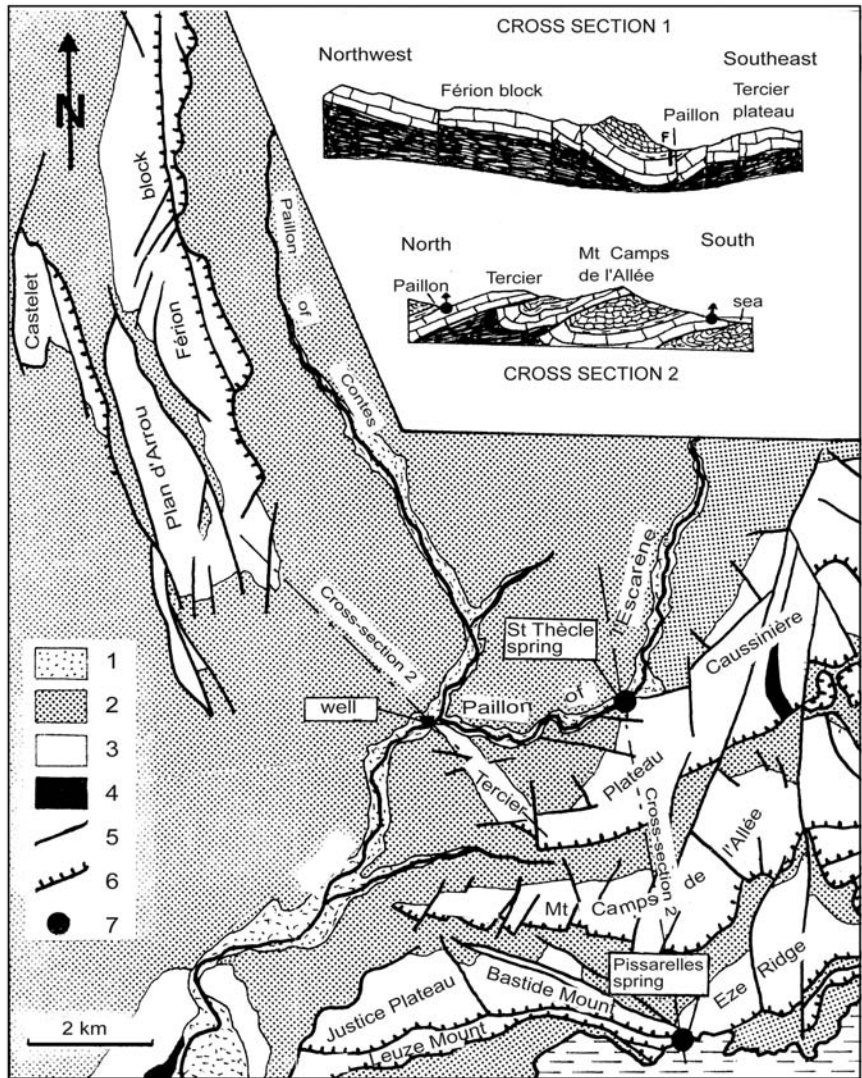 CROSS SECTION 1
Northwest
Southeast
Férion block
Paillon
Tercier
plateau
F
North
South
Mt Camps
de l'Allée
Paillon
Tercier
sea
CROSS SECTION 2
N
block
Férion
Castelet
Plan d'Arrou
Paillon
of
Contes
Cross-section 2
St Thècle
spring
l'Escarene
well
Paillon of
Caussinière
Tercier
Plateau
Cross-section 2
Mt Camps de
l'Allée
Pissarelles
spring
Justice Plateau
Bastide Mount
Leuze Mount
Eze Ridge
1
2
3
4
5
6
7
2 km